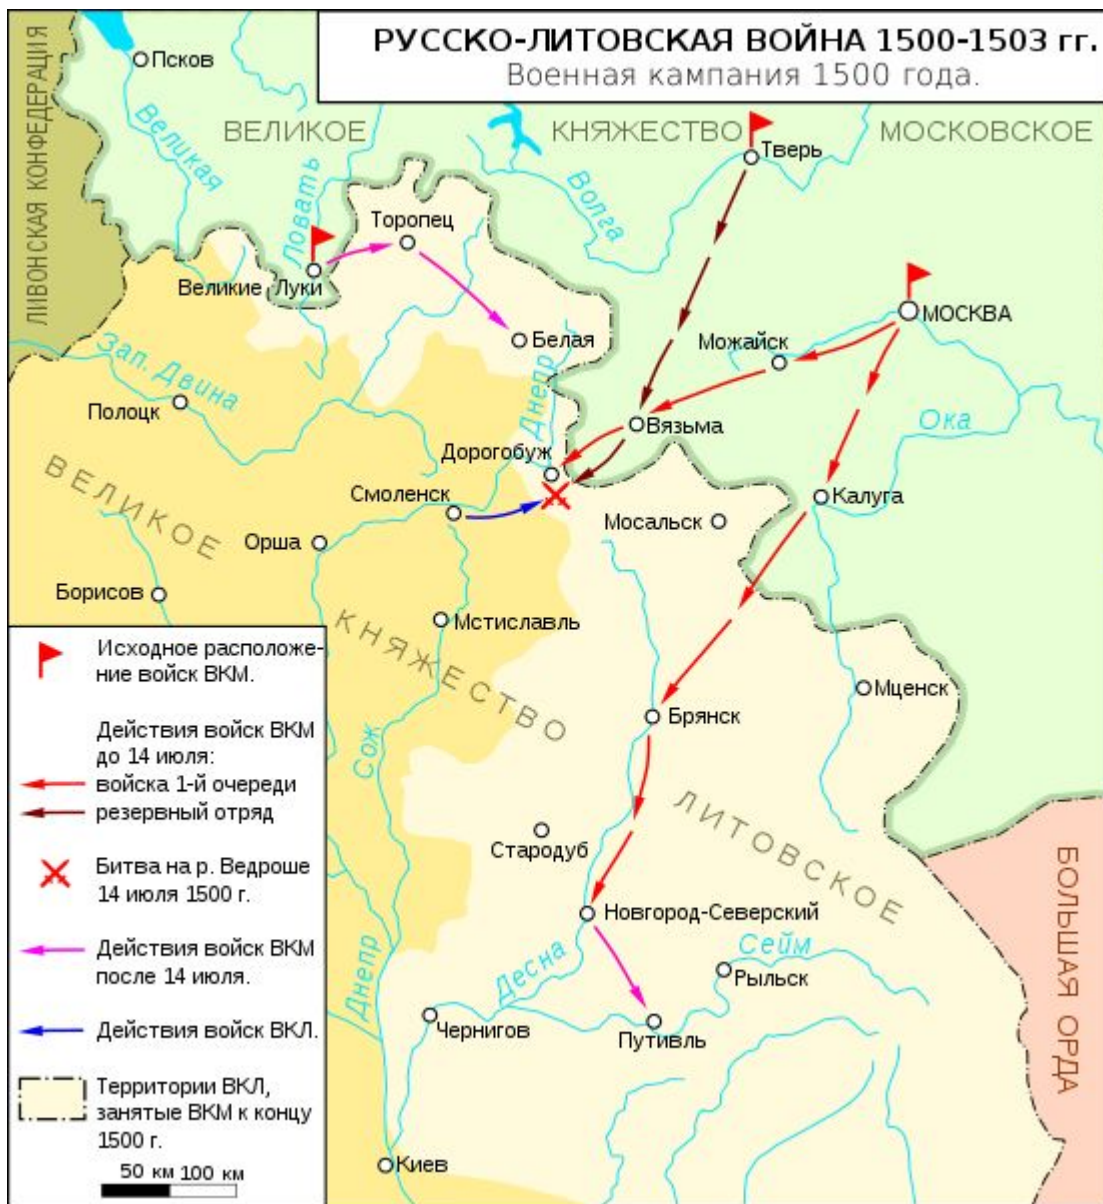 РУССКО-ЛИТОВСКАЯ ВОЙНА 1500-1503 гг.
Военная кампания 1500 года.
ЛИВОНСКАЯ КОНФЕДЕРАЦИЯ
Псков
Великая
ВЕЛИКОЕ
КНЯЖЕСТВО
МОСКОВСКОЕ
Тверь
Волга
Ловать
Торопец
Великие Луки
МОСКВА
Белая
Можайск
Зап. Двина
Днепр
Полоцк
Вязьма
Ока
Дорогобуж
ВЕЛИКОЕ
Смоленск
Калуга
Мосальск
Орша
Борисов
Мстиславль
КНЯЖЕСТВО
Мценск
Брянск
Сож
ЛИТОВСКОЕ
Стародуб
БОЛЬШАЯ ОРДА
Новгород-Северский
Сейм
Десна
Рыльск
Днепр
Чернигов
Путивль
Киев
Исходное расположе-
ние войск ВКМ.
Действия войск ВКМ
до 14 июля:
войска 1-й очереди
резервный отряд
Битва на р. Ведроше
14 июля 1500 г.
Действия войск ВКМ
после 14 июля.
Действия войск ВКЛ.
Территории ВКЛ,
занятые ВКМ к концу
1500 г.
50 км 100 км